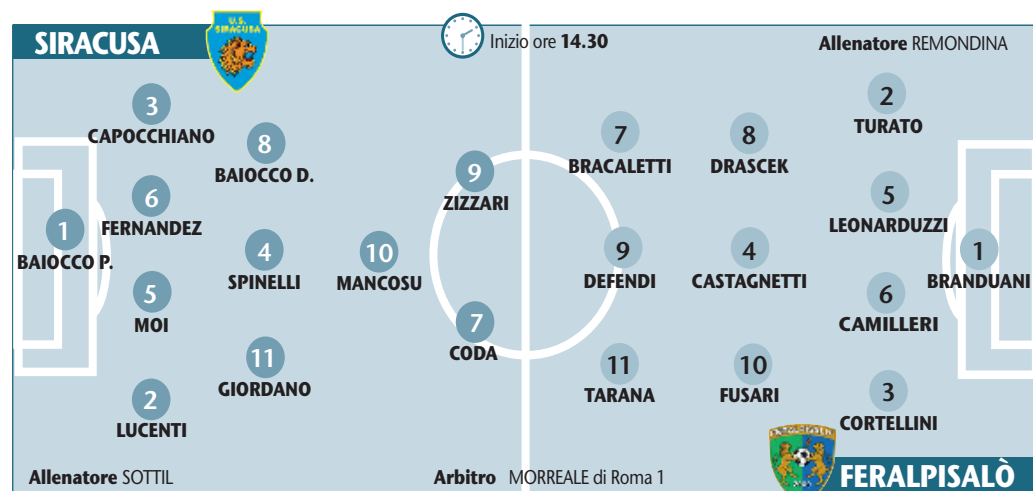 SIRACUSA
U.S.
SIRACUSA
Inizio ore 14.30
Allenatore REMONDINA
3
CAPOCCHIANO
8
BAIOCCO D.
6
FERNANDEZ
1
BAIOCCO P.
4
SPINELLI
10
MANCOSU
5
MOI
11
GIORDANO
2
LUCENTI
9
ZIZZARI
7
CODA
7
BRACALETTI
8
DRASCEK
2
TURATO
5
LEONARDUZZI
9
DEFENDI
4
CASTAGNETTI
1
BRANDUANI
6
CAMILLERI
11
TARANA
10
FUSARI
3
CORTELLINI
Allenatore SOTTIL
Arbitro MORREALE di Roma 1
FERALPISALÒ